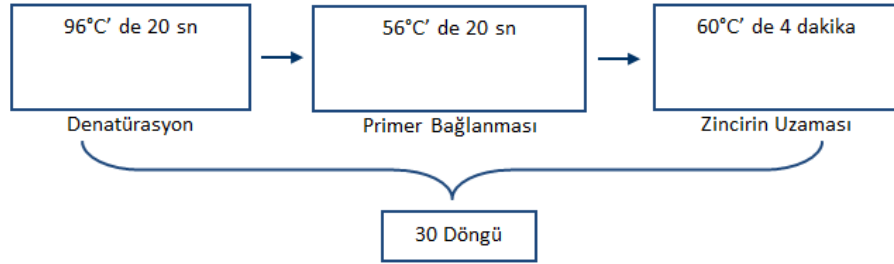 96°C' de 20 sn
56°C' de 20 sn
60°C' de 4 dakika
Denatürasyon
Primer Bağlanması
Zincirin Uzaması
30 Döngü